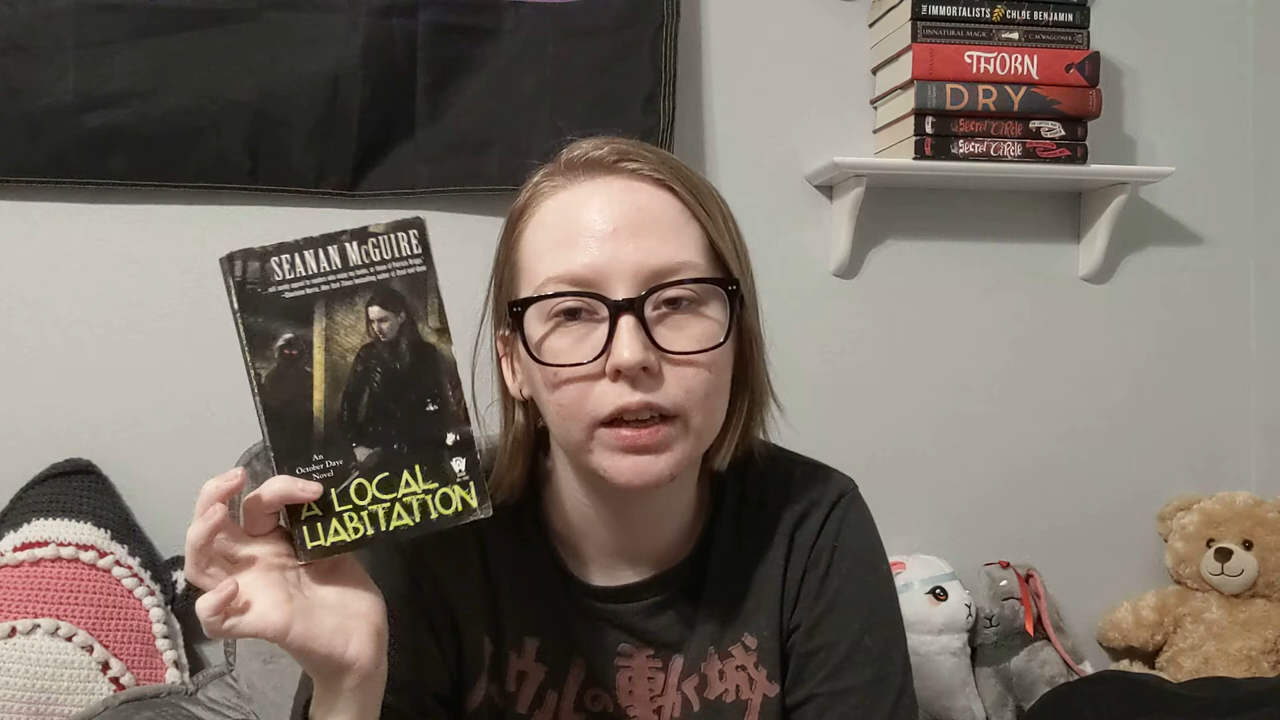 THE IMMORTALISTS CHLOE BENJAMIN
UNNATURAL MAGIC C.M. WAGGONER
THORN
DRY
Secret Circle
Secret Circle
SEANAN McGUIRE
An
October Daye
Novel
A LOCAL
HABITATION
ハウルの動く城